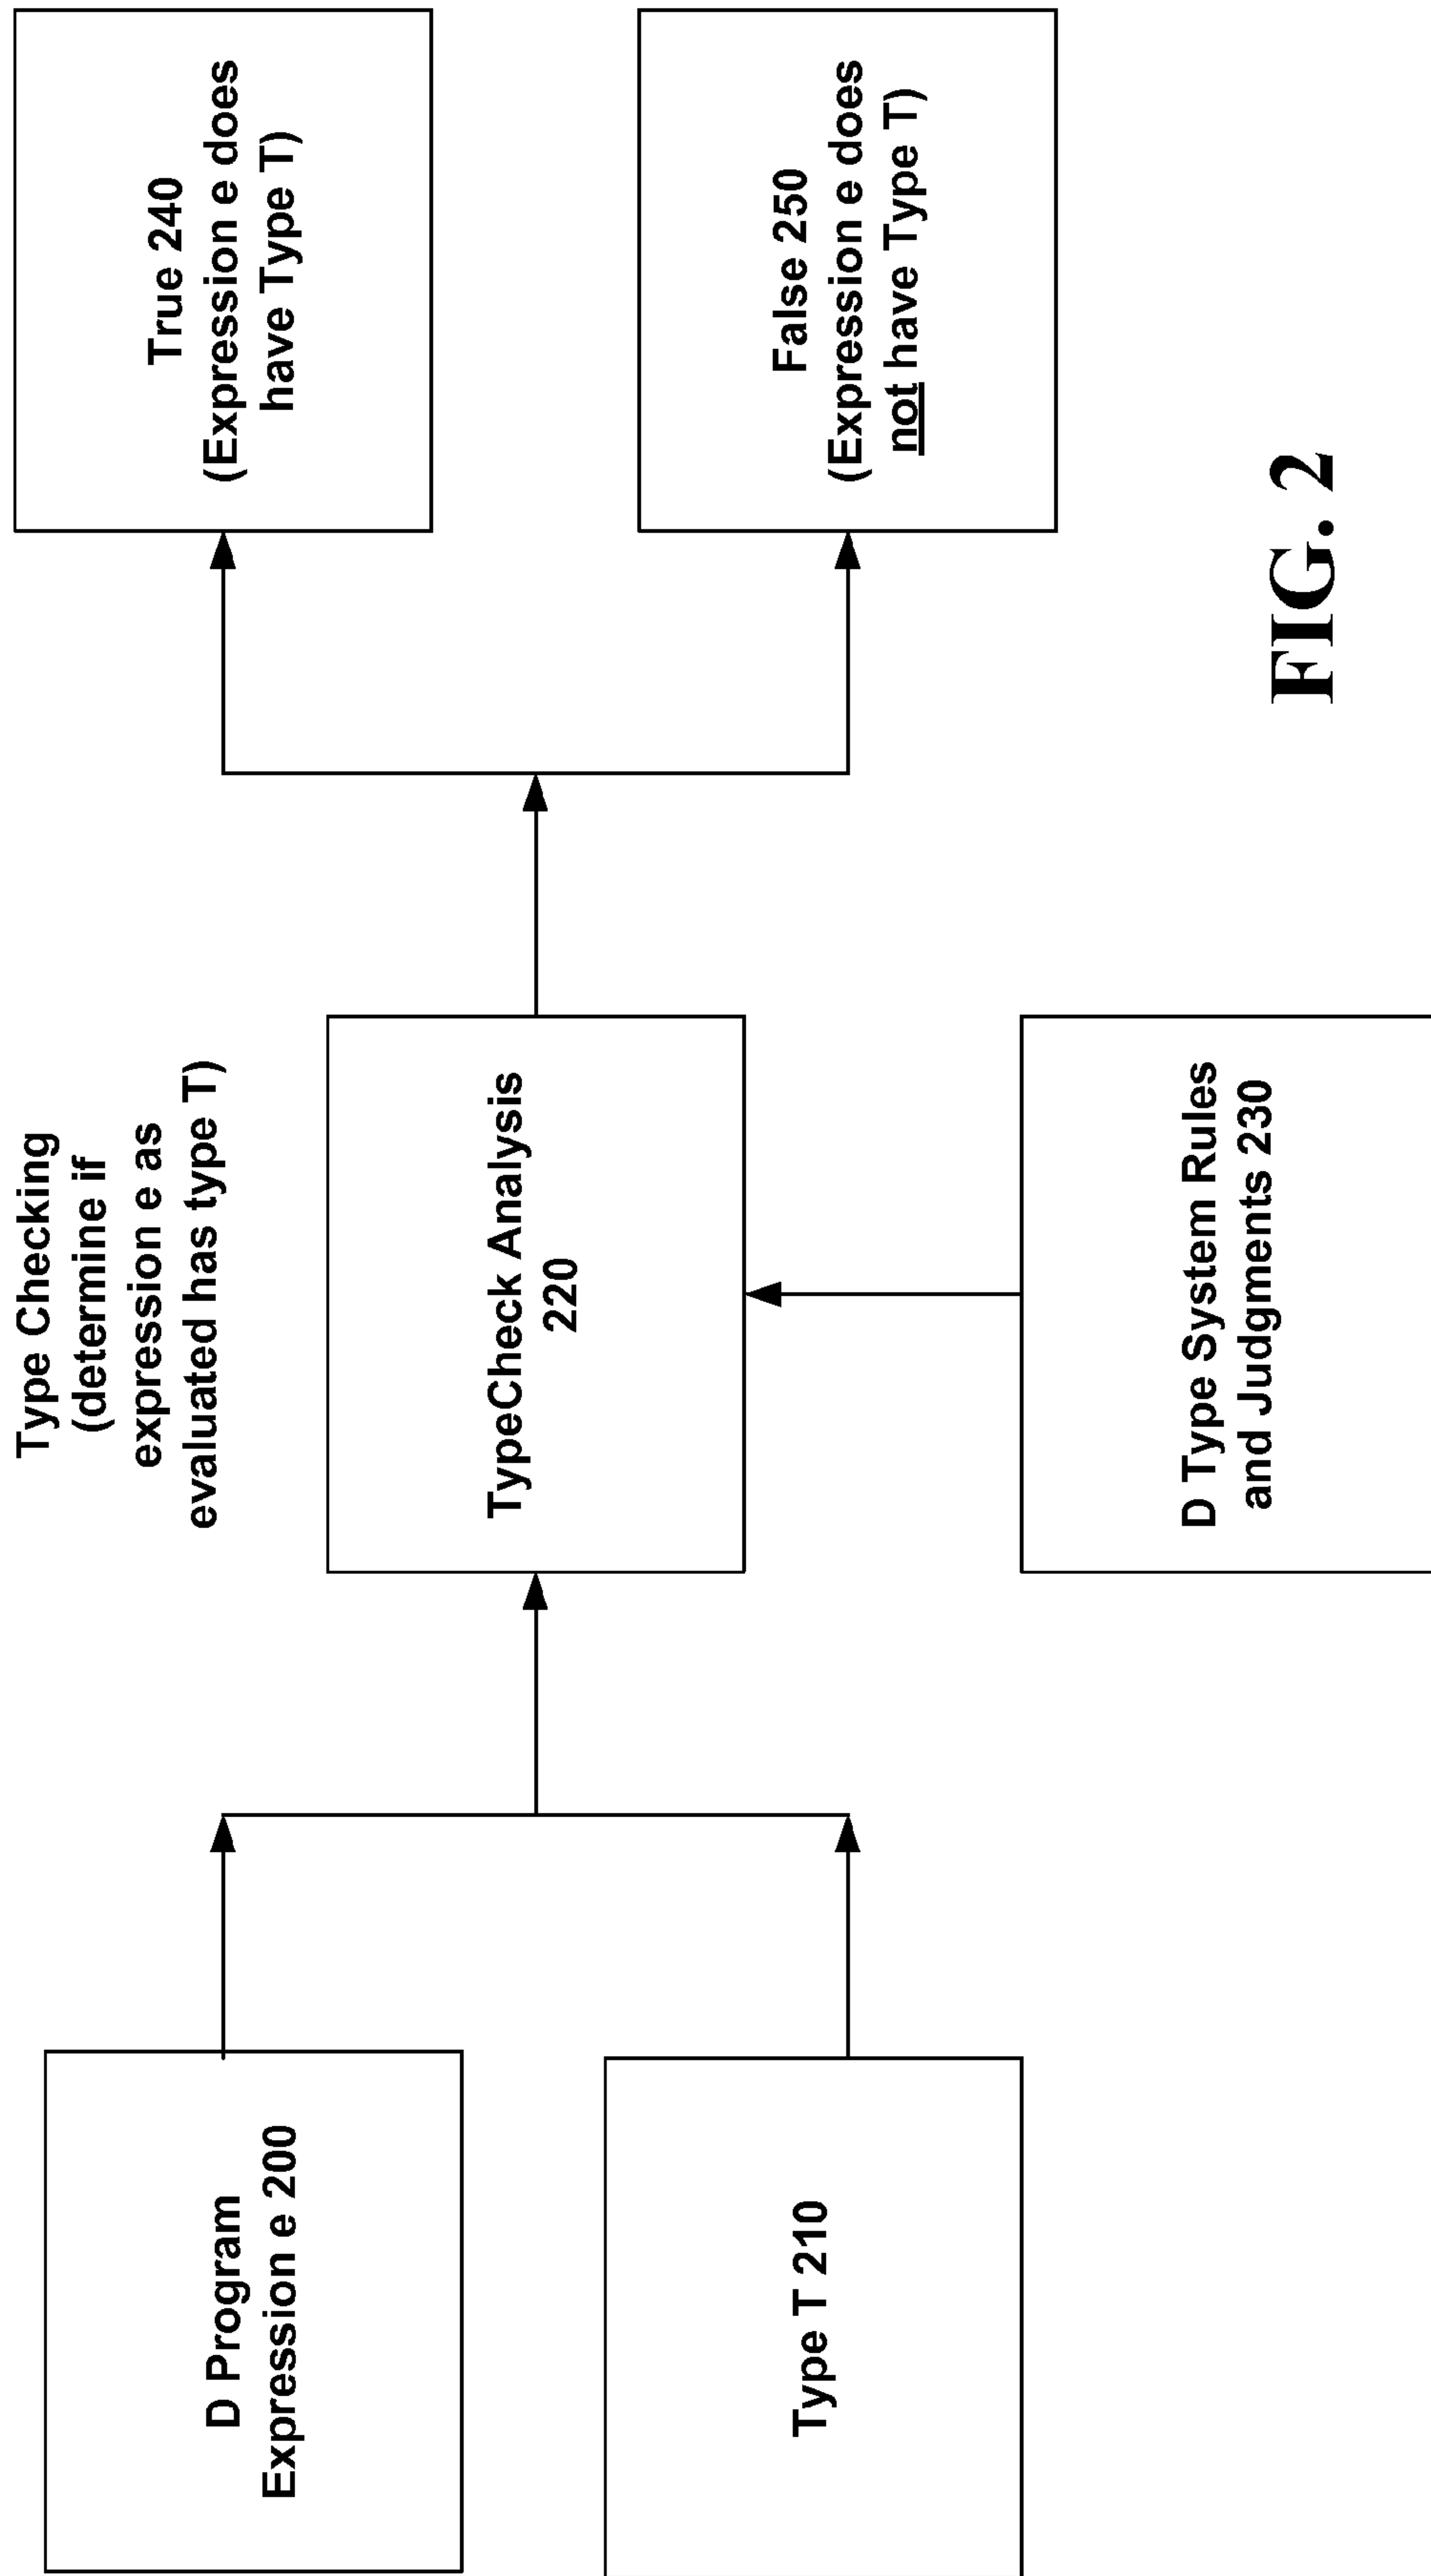 D Program
Expression e 200
Type T 210
Type Checking
(determine if
expression e as
evaluated has type T)
TypeCheck Analysis
220
D Type System Rules
and Judgments 230
True 240
(Expression e does
have Type T)
False 250
(Expression e does
not have Type T)
FIG. 2